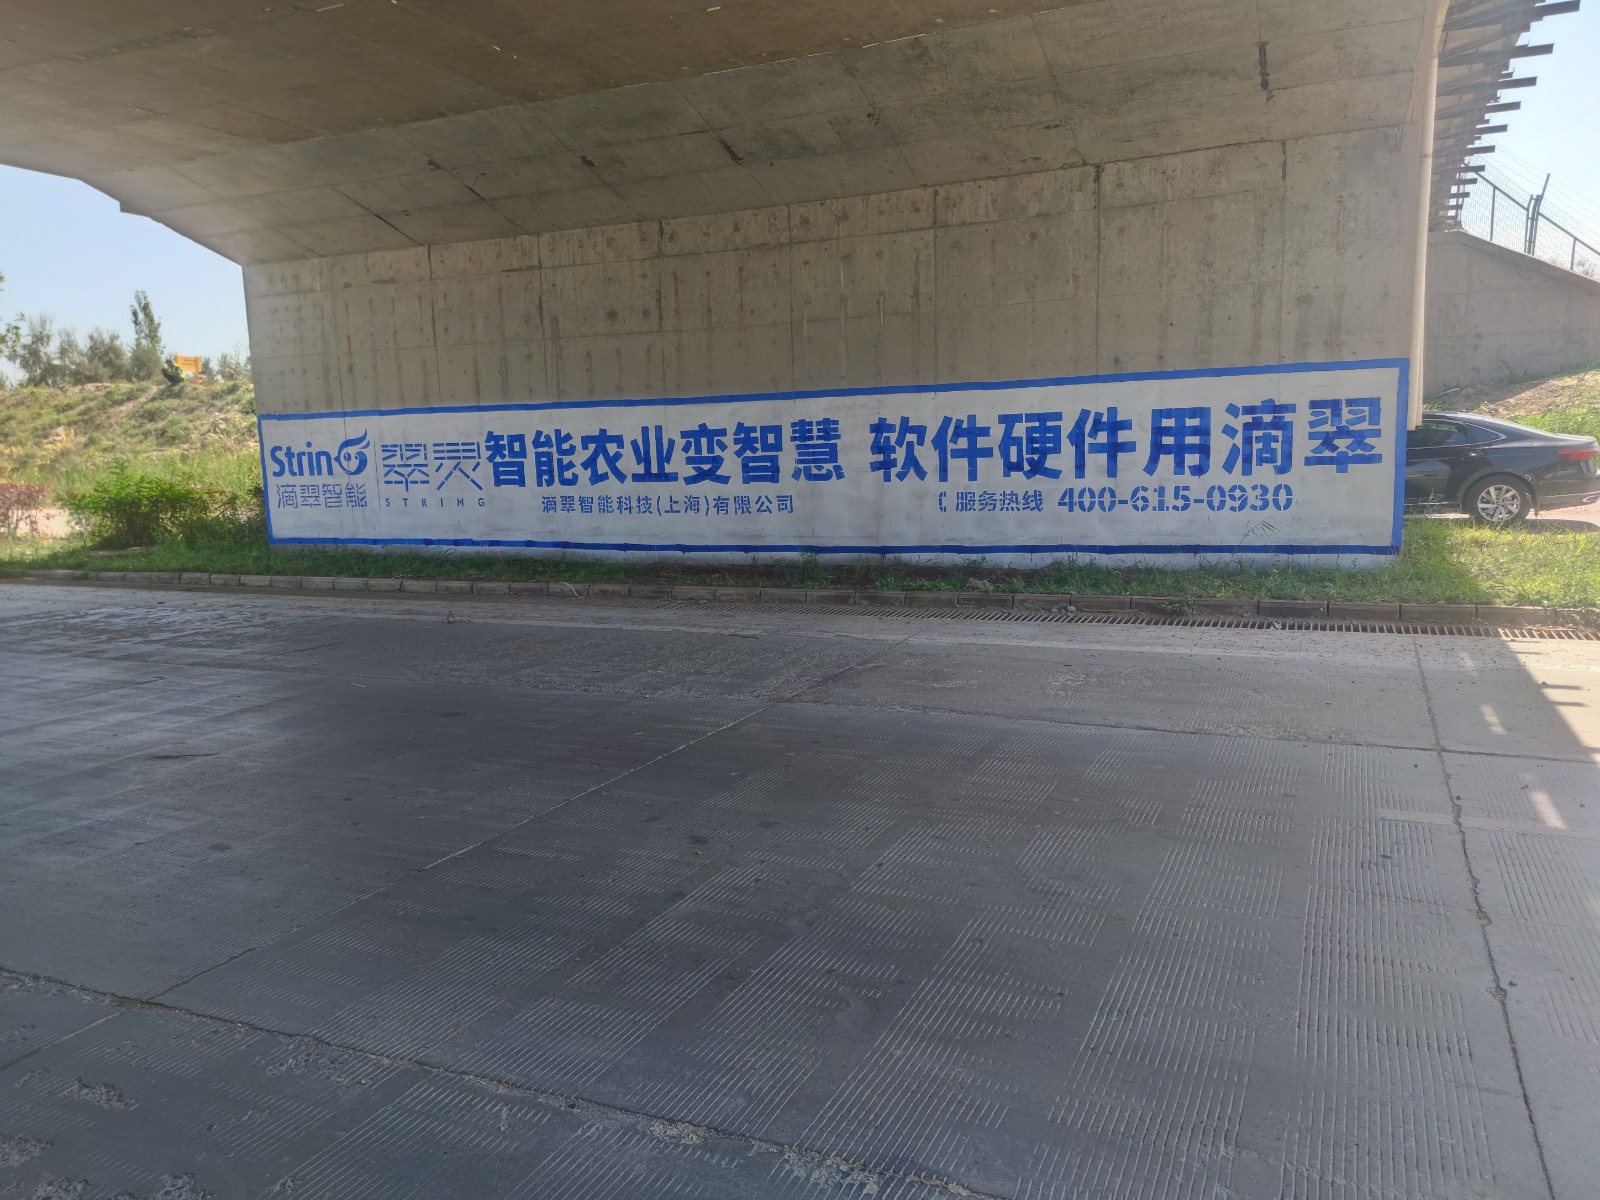 String 翠灵 智能农业变智慧 软件硬件用滴翠
滴翠智能 STRING 滴翠智能科技(上海)有限公司 服务热线 400-615-0930